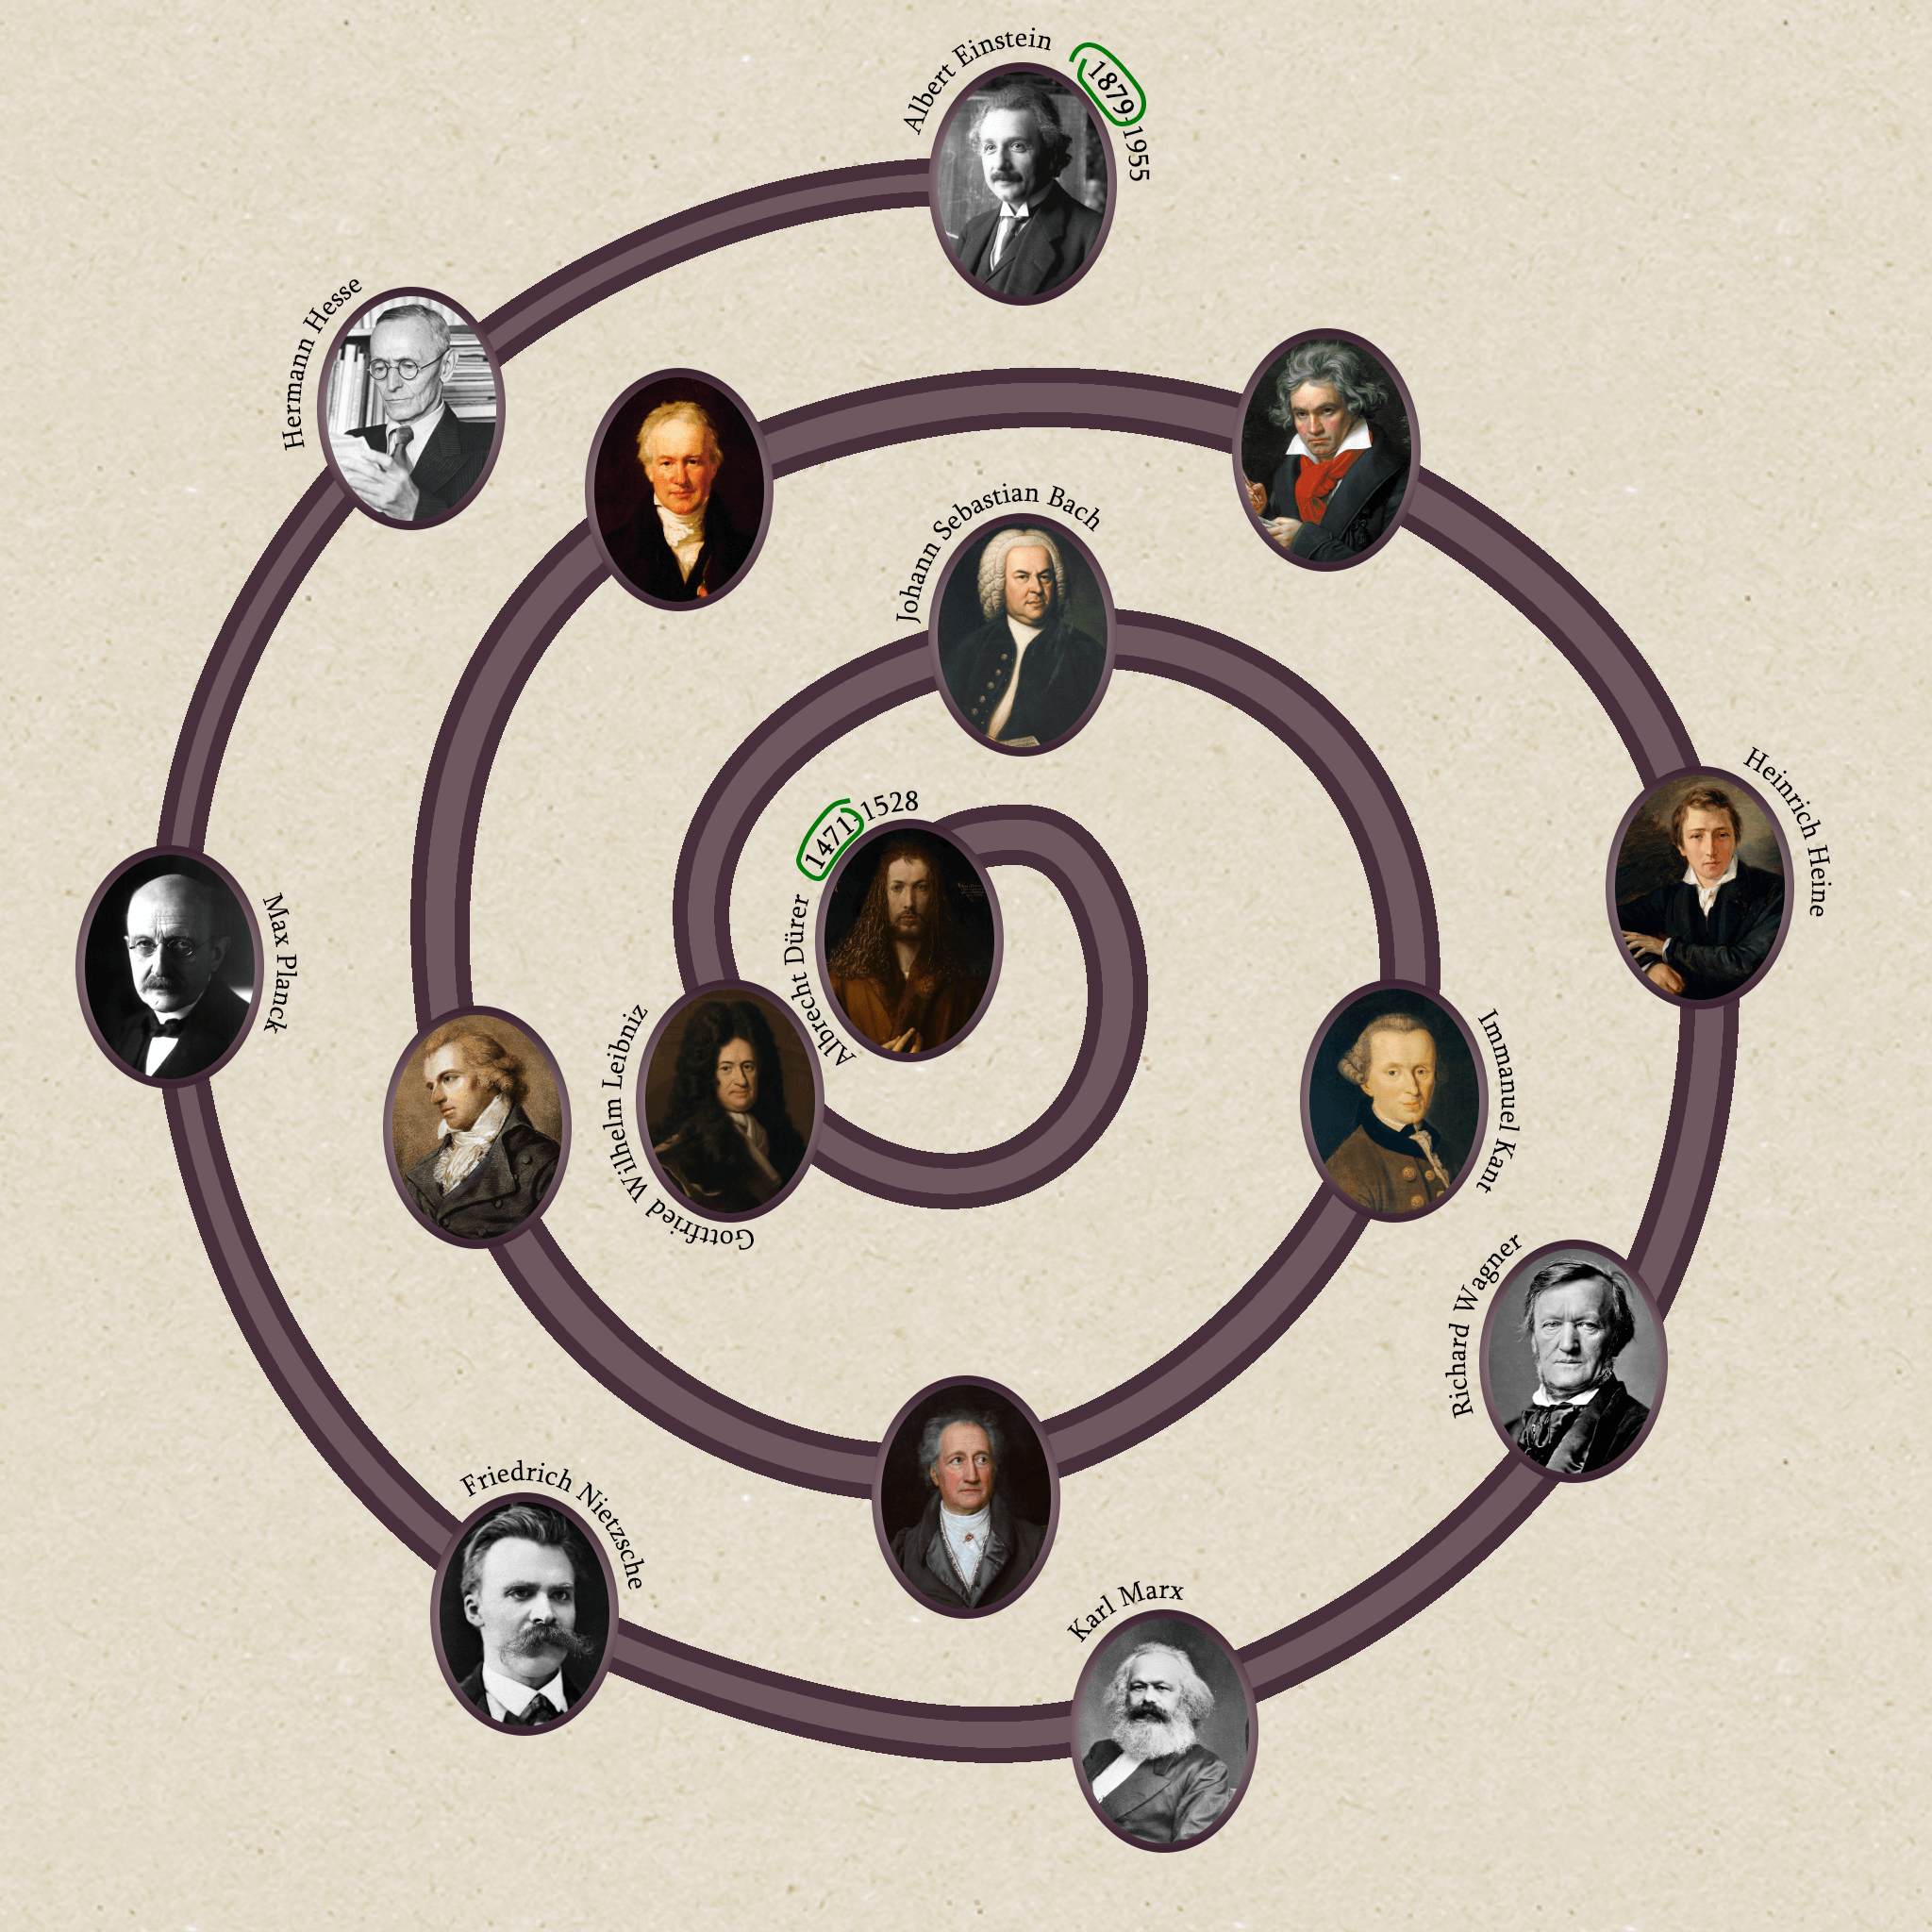 Albert Einstein
1879-1955
Hermann Hesse
Johann Sebastian Bach
Heinrich Heine
1471-1528
Albrecht Dürer
Max Planck
Gottfried Wilhelm Leibniz
Immanuel Kant
Richard Wagner
Friedrich Nietzsche
Karl Marx